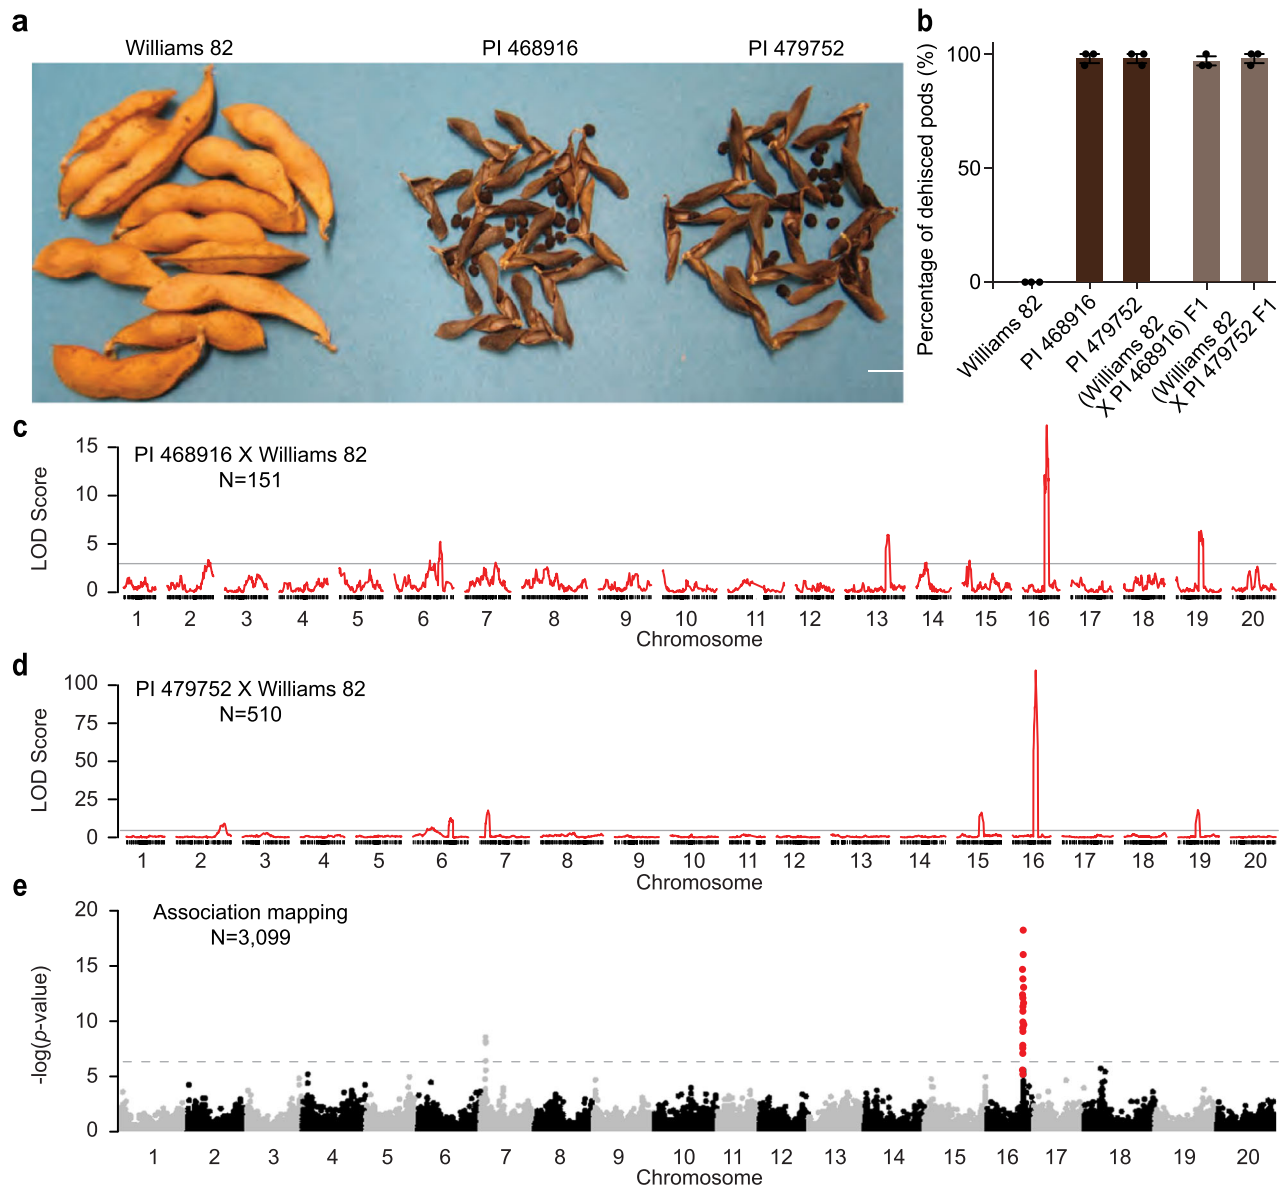 a
Williams 82
PI 468916
PI 479752
b
Percentage of dehisced pods (%)
100
50
0
Williams 82
PI 468916
PI 479752
(Williams 82
X PI 468916) F1
(Williams 82
X PI 479752 F1
c
LOD Score
15
10
5
0
PI 468916 X Williams 82
N=151
1 2 3 4 5 6 7 8 9 10 11 12 13 14 15 16 17 18 19 20
Chromosome
d
LOD Score
100
75
50
25
0
PI 479752 X Williams 82
N=510
1 2 3 4 5 6 7 8 9 10 11 12 13 14 15 16 17 18 19 20
Chromosome
e
-log(p-value)
20
15
10
5
0
Association mapping
N=3,099
1 2 3 4 5 6 7 8 9 10 11 12 13 14 15 16 17 18 19 20
Chromosome